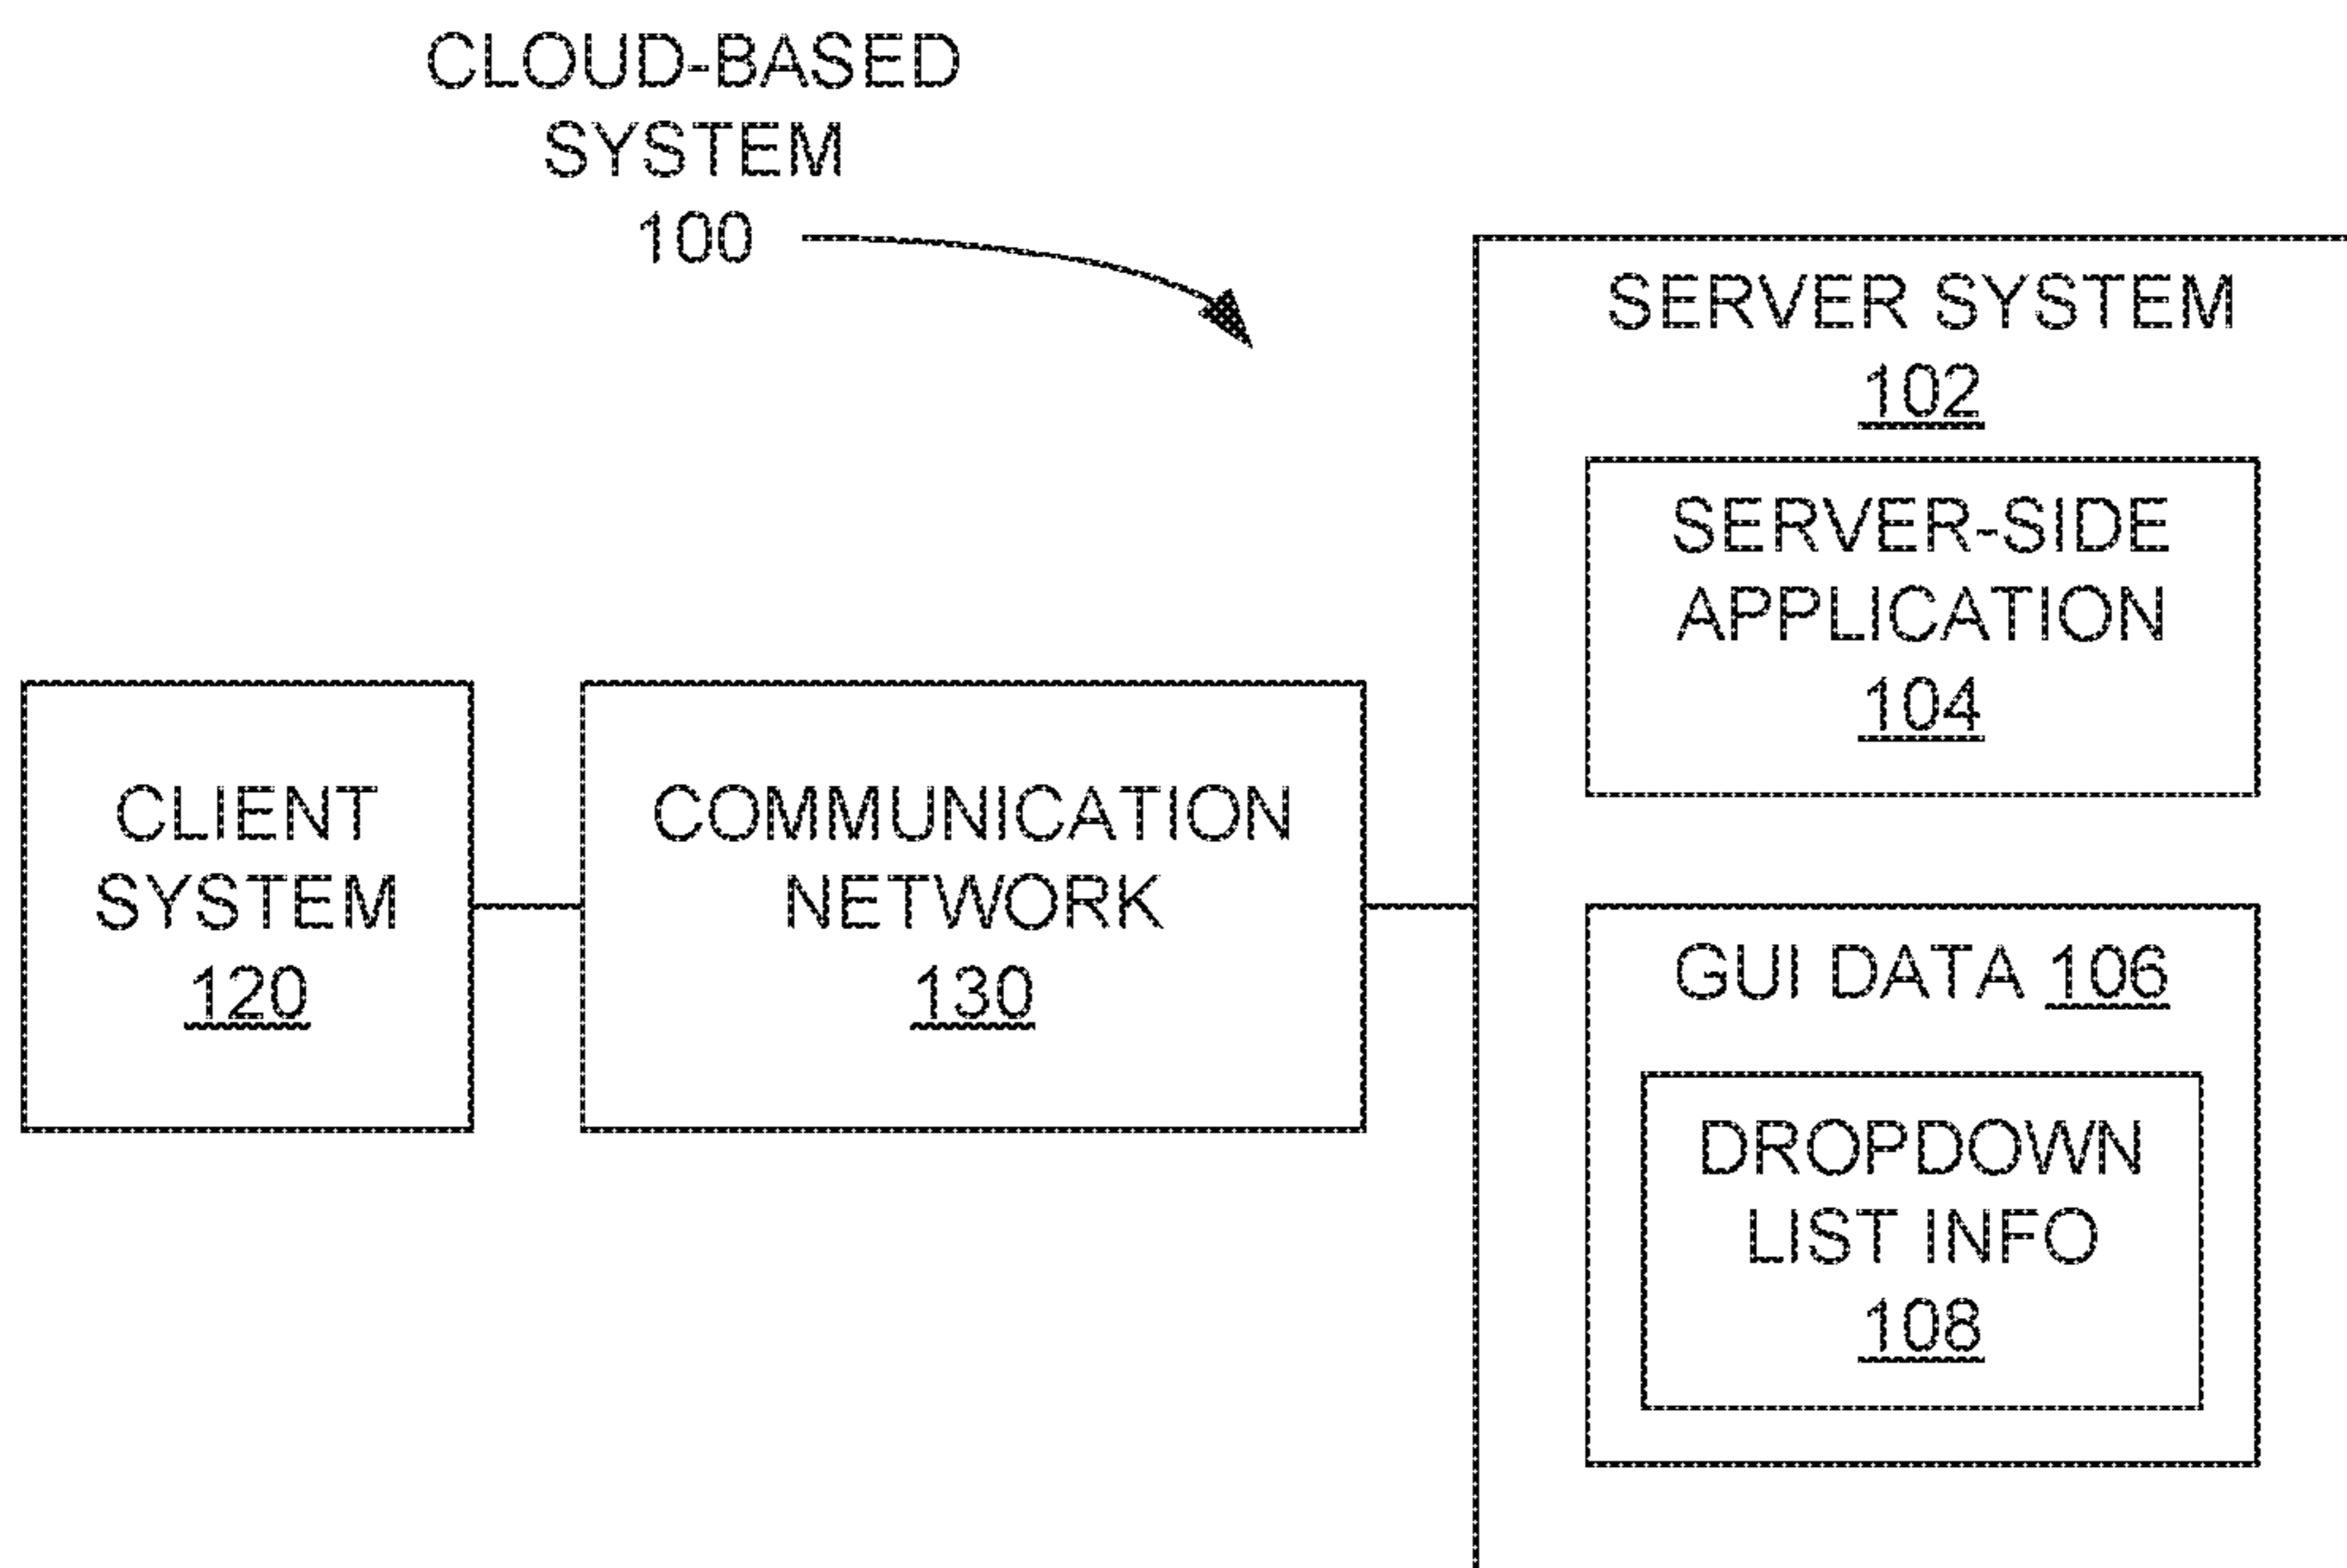 CLOUD-BASED
SYSTEM
100
SERVER SYSTEM
102
SERVER-SIDE
APPLICATION
104
CLIENT
SYSTEM
120
COMMUNICATION
NETWORK
130
GUI DATA 106
DROPDOWN
LIST INFO
108